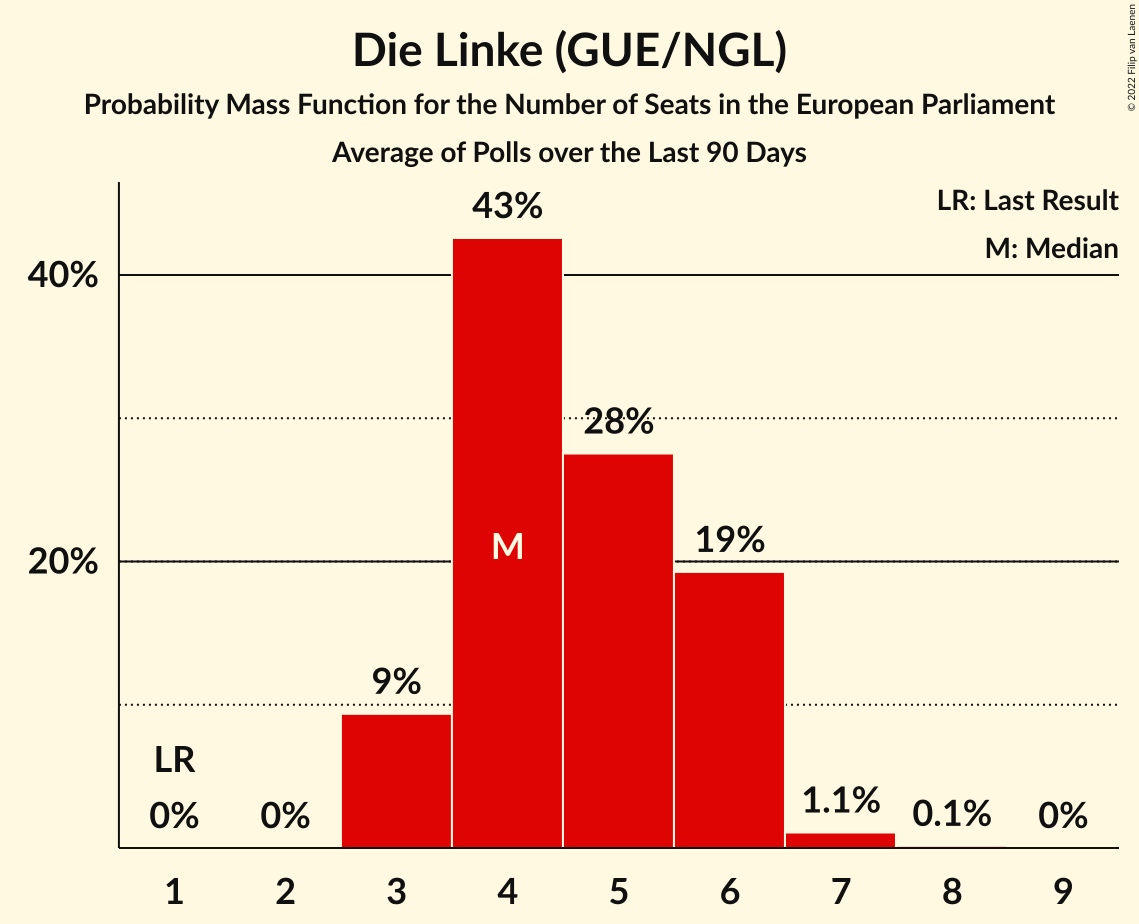 Die Linke (GUE/NGL)
Probability Mass Function for the Number of Seats in the European Parliament
Average of Polls over the Last 90 Days
© 2022 Filip van Laenen
LR: Last Result
M: Median
43%
40%
28%
M
19%
20%
9%
LR
0%
0%
1.1%
0.1%
0%
1 2 3 4 5 6 7 8 9